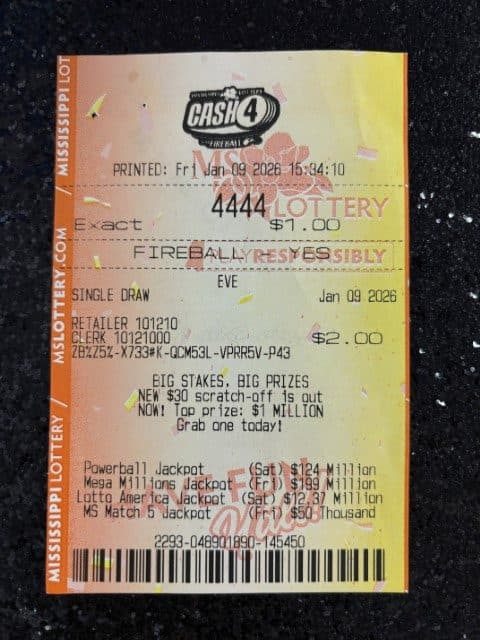 MISSISSIPPI LOTTERY
CASH 4
FIREBALL
PRINTED: Fri Jan 09 2026 15:34:10
4444
MS
LOTTERY
Exact $1.00
FIREBALL - YES
RESPONSIBLY
EVE
SINGLE DRAW Jan 09 2026
RETAILER 101210
CLERK 10121000 $2.00
ZB%Z5%-X733#K-QCM53L-VPRR5V-P43
BIG STAKES, BIG PRIZES
NEW $30 scratch-off is out
NOW! Top prize: $1 MILLION
Grab one today!
Powerball Jackpot (Sat) $124 Million
Mega Millions Jackpot (Fri) $199 Million
Lotto America Jackpot (Sat) $12.37 Million
MS Match 5 Jackpot (Fri) $50 Thousand
HAVE FUN
2293-048901890-145450
MISSISSIPPI LOTTERY / MSLOTTERY.COM / MISSISSIPPI LOT